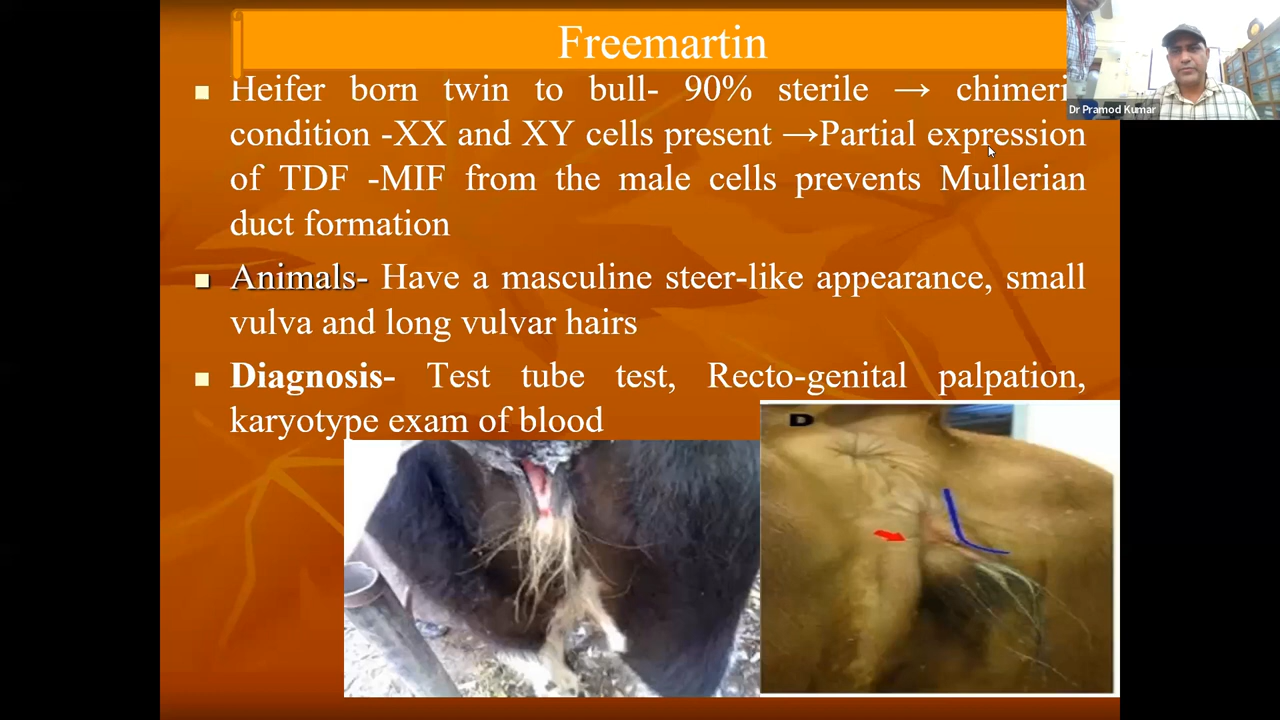 Freemartin
Dr Pramod Kumar
Heifer born twin to bull- 90% sterile → chimeri
condition -XX and XY cells present →Partial expression
of TDF -MIF from the male cells prevents Mullerian
duct formation
Animals- Have a masculine steer-like appearance, small
vulva and long vulvar hairs
Diagnosis- Test tube test, Recto-genital palpation,
karyotype exam of blood
D